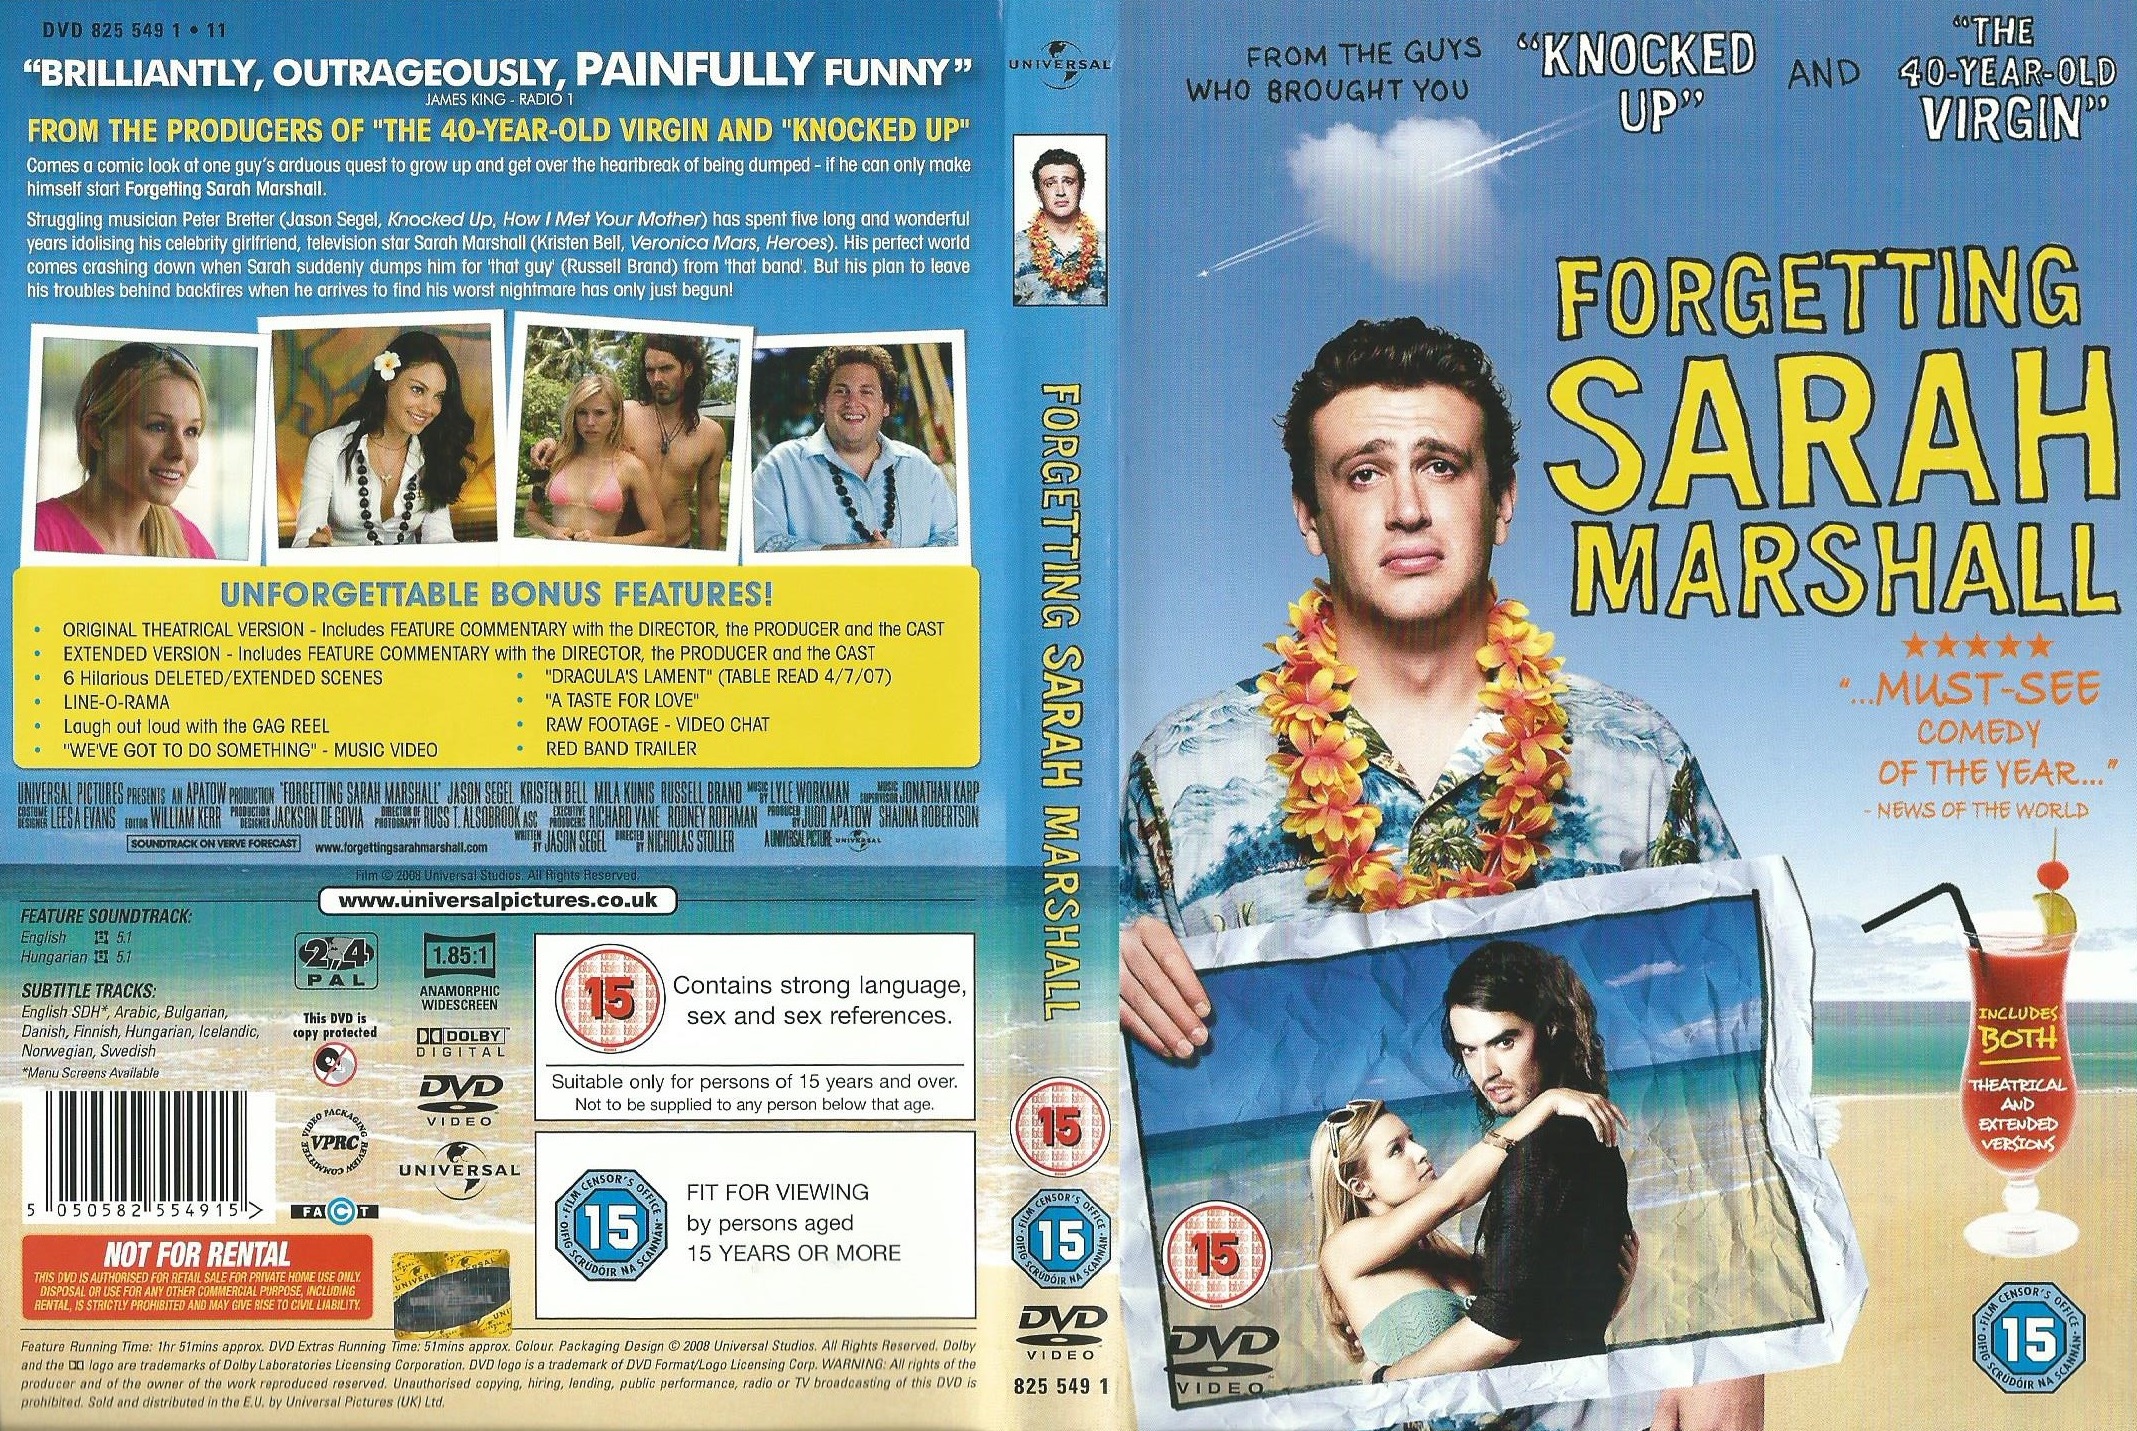 DVD 825 549 1 • 11
“BRILLIANTLY, OUTRAGEOUSLY, PAINFULLY FUNNY”
JAMES KING - RADIO 1
FROM THE PRODUCERS OF "THE 40-YEAR-OLD VIRGIN AND "KNOCKED UP"
Comes a comic look at one guy's arduous quest to grow up and get over the heartbreak of being dumped - if he can only make
himself start Forgetting Sarah Marshall.
Struggling musician Peter Bretter (Jason Segel, Knocked Up, How I Met Your Mother) has spent five long and wonderful
years idolising his celebrity girlfriend, television star Sarah Marshall (Kristen Bell, Veronica Mars, Heroes). His perfect world
comes crashing down when Sarah suddenly dumps him for 'that guy' (Russell Brand) from 'that band'. But his plan to leave
his troubles behind backfires when he arrives to find his worst nightmare has only just begun!
UNFORGETTABLE BONUS FEATURES!
• ORIGINAL THEATRICAL VERSION - Includes FEATURE COMMENTARY with the DIRECTOR, the PRODUCER and the CAST
• EXTENDED VERSION - Includes FEATURE COMMENTARY with the DIRECTOR, the PRODUCER and the CAST
• 6 Hilarious DELETED/EXTENDED SCENES
• LINE-O-RAMA
• Laugh out loud with the GAG REEL
• "WE'VE GOT TO DO SOMETHING" - MUSIC VIDEO
• "DRACULA'S LAMENT" (TABLE READ 4/7/07)
• "A TASTE FOR LOVE"
• RAW FOOTAGE - VIDEO CHAT
• RED BAND TRAILER
UNIVERSAL PICTURES PRESENTS AN APATOW PRODUCTION "FORGETTING SARAH MARSHALL" JASON SEGEL KRISTEN BELL MILA KUNIS RUSSELL BRAND MUSIC BY LYLE WORKMAN MUSIC SUPERVISOR JONATHAN KARP
COSTUME DESIGNER LEESA EVANS EDITOR WILLIAM KERR PRODUCTION DESIGNER JACKSON DE GOVIA DIRECTOR OF PHOTOGRAPHY RUSS T. ALSOBROOK ASC EXECUTIVE PRODUCERS RICHARD VANE RODNEY ROTHMAN PRODUCED BY JUDD APATOW SHAUNA ROBERTSON
SOUNDTRACK ON VERVE FORECAST www.forgettingsarahmarshall.com WRITTEN BY JASON SEGEL DIRECTED BY NICHOLAS STOLLER A UNIVERSAL PICTURE UNIVERSAL
Film © 2008 Universal Studios. All Rights Reserved.
www.universalpictures.co.uk
FEATURE SOUNDTRACK:
English 5.1
Hungarian 5.1
SUBTITLE TRACKS:
English SDH*, Arabic, Bulgarian,
Danish, Finnish, Hungarian, Icelandic,
Norwegian, Swedish
*Menu Screens Available
2,4
PAL
This DVD is
copy protected
VIDEO PACKAGING REVIEW COMMITTEE
VPRC
FACT
1.85:1
ANAMORPHIC
WIDESCREEN
DOLBY
DIGITAL
DVD
VIDEO
UNIVERSAL
15
Contains strong language,
sex and sex references.
Suitable only for persons of 15 years and over.
Not to be supplied to any person below that age.
FILM CENSOR'S OFFICE
15
OIFIG SCRÚDÓIR NA SCANNÁN
FIT FOR VIEWING
by persons aged
15 YEARS OR MORE
5 050582 554915 >
NOT FOR RENTAL
THIS DVD IS AUTHORISED FOR RETAIL SALE FOR PRIVATE HOME USE ONLY.
DISPOSAL OR USE FOR ANY OTHER COMMERCIAL PURPOSE, INCLUDING
RENTAL, IS STRICTLY PROHIBITED AND MAY GIVE RISE TO CIVIL LIABILITY.
Feature Running Time: 1hr 51mins approx. DVD Extras Running Time: 51mins approx. Colour. Packaging Design © 2008 Universal Studios. All Rights Reserved. Dolby
and the logo are trademarks of Dolby Laboratories Licensing Corporation. DVD logo is a trademark of DVD Format/Logo Licensing Corp. WARNING: All rights of the
producer and of the owner of the work reproduced reserved. Unauthorised copying, hiring, lending, public performance, radio or TV broadcasting of this DVD is
prohibited. Sold and distributed in the E.U. by Universal Pictures (UK) Ltd.
UNIVERSAL
FORGETTING SARAH MARSHALL
15
FILM CENSOR'S OFFICE
15
OIFIG SCRÚDÓIR NA SCANNÁN
DVD
VIDEO
825 549 1
FROM THE GUYS
WHO BROUGHT YOU
“KNOCKED
UP”
AND
“THE
40-YEAR-OLD
VIRGIN”
FORGETTING
SARAH
MARSHALL
“...MUST-SEE
COMEDY
OF THE YEAR...”
- NEWS OF THE WORLD
INCLUDES
BOTH
THEATRICAL
AND
EXTENDED
VERSIONS
15
DVD
VIDEO
FILM CENSOR'S OFFICE
15
OIFIG SCRÚDÓIR NA SCANNÁN